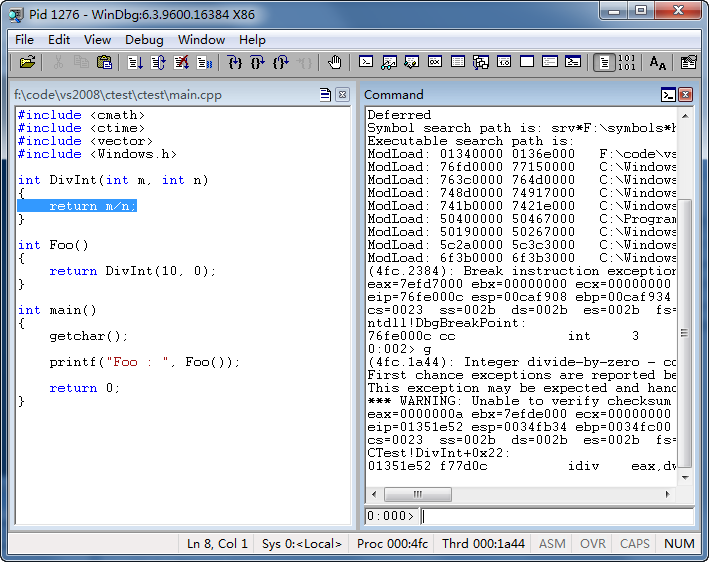 Pid 1276 - WinDbg:6.3.9600.16384 X86
File Edit View Debug Window Help
f:\code\vs2008\ctest\ctest\main.cpp
#include <cmath>
#include <ctime>
#include <vector>
#include <Windows.h>
int DivInt(int m, int n)
{
return m/n;
}
int Foo()
{
return DivInt(10, 0);
}
int main()
{
getchar();
printf("Foo : ", Foo());
return 0;
}
Command
Deferred
Symbol search path is: srv*F:\symbols*h
Executable search path is:
ModLoad: 01340000 0136e000 F:\code\vs
ModLoad: 76fd0000 77150000 C:\Windows
ModLoad: 763c0000 764d0000 C:\Windows
ModLoad: 748d0000 74917000 C:\Windows
ModLoad: 741b0000 7421e000 C:\Windows
ModLoad: 50400000 50467000 C:\Program
ModLoad: 50190000 50267000 C:\Windows
ModLoad: 5c2a0000 5c3c3000 C:\Windows
ModLoad: 6f3b0000 6f3b3000 C:\Windows
(4fc.2384): Break instruction exception
eax=7efd7000 ebx=00000000 ecx=00000000
eip=76fe000c esp=00caf908 ebp=00caf934
cs=0023 ss=002b ds=002b es=002b fs=
ntdll!DbgBreakPoint:
76fe000c cc int 3
0:002> g
(4fc.1a44): Integer divide-by-zero - co
First chance exceptions are reported be
This exception may be expected and hand
*** WARNING: Unable to verify checksum
eax=0000000a ebx=7efde000 ecx=00000000
eip=01351e52 esp=0034fb34 ebp=0034fc00
cs=0023 ss=002b ds=002b es=002b fs=
CTest!DivInt+0x22:
01351e52 f77d0c idiv eax,dw
0:000>
Ln 8, Col 1 Sys 0:<Local> Proc 000:4fc Thrd 000:1a44 ASM OVR CAPS NUM